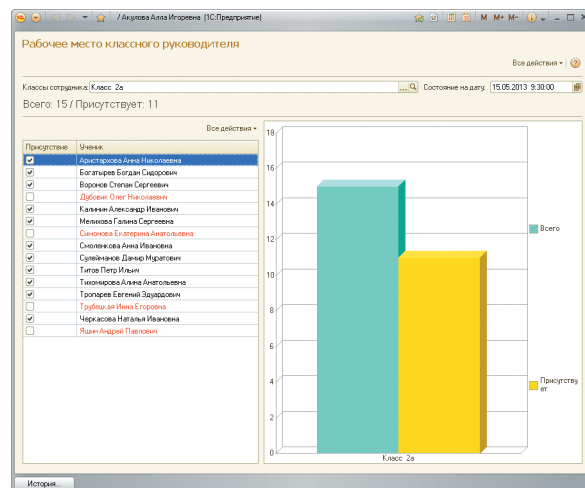 / Акулова Алла Игоревна (1С:Предприятие)
M M+ M-
Рабочее место классного руководителя
Все действия
Классы сотрудника: Класс 2а
... Состояние на дату: 15.05.2013 9:30:00
Всего: 15 / Присутствует: 11
Все действия
Присутствие Ученик
Аристархова Анна Николаевна
Богатырев Богдан Сидорович
Воронов Степан Сергеевич
Дубовик Олег Николаевич
Калинин Александр Иванович
Мелихова Галина Сергеевна
Симонова Екатерина Анатольевна
Смоленкова Анна Ивановна
Сулейманов Дамир Муратович
Титов Петр Ильич
Тихомирова Алина Анатольевна
Тропарев Евгений Эдуардович
Трубецкая Инна Егоровна
Черкасова Наталья Ивановна
Яшин Андрей Павлович
18
16
14
12
10
8
6
4
2
0
Класс 2а
Всего
Присутству
ет
История...